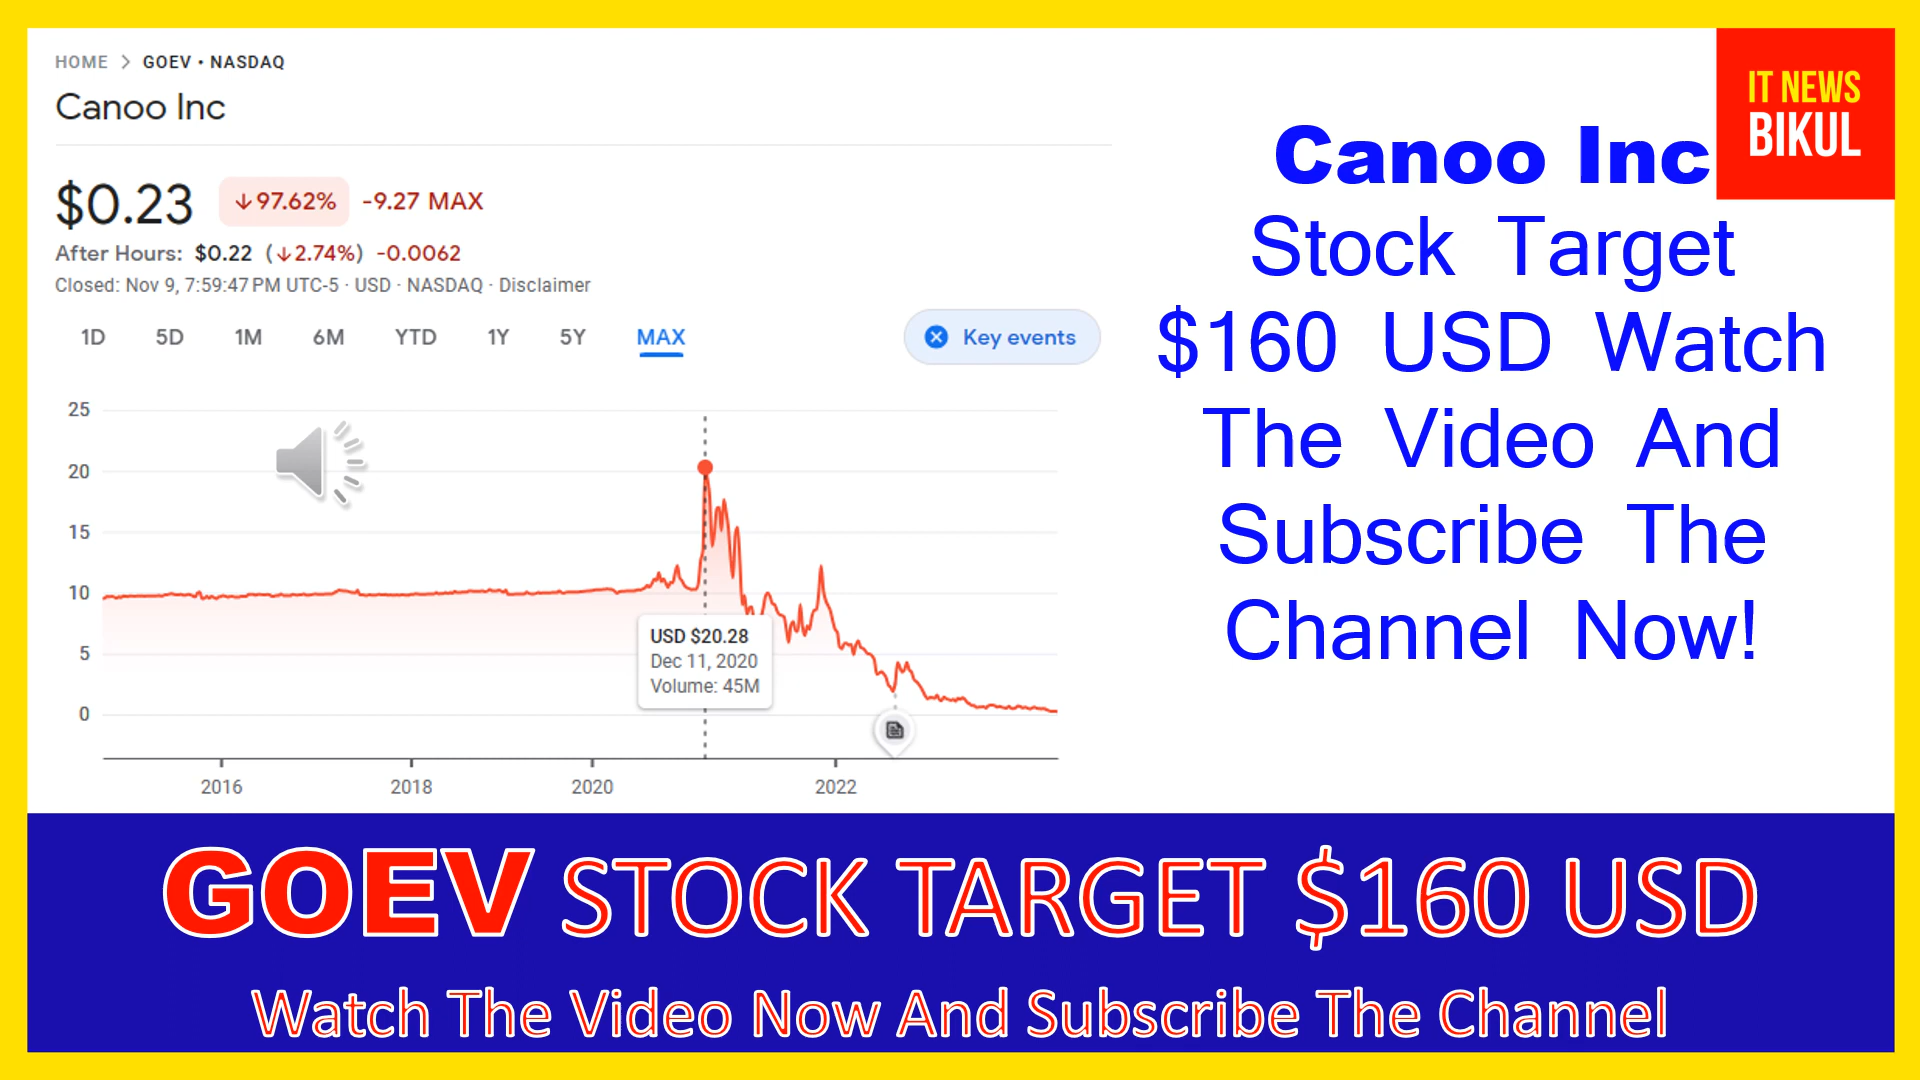 HOME > GOEV • NASDAQ
Canoo Inc
$0.23 ↓97.62% -9.27 MAX
After Hours: $0.22 (↓2.74%) -0.0062
Closed: Nov 9, 7:59:47 PM UTC-5 · USD · NASDAQ · Disclaimer
1D 5D 1M 6M YTD 1Y 5Y MAX Key events
25
20
15
10
5
0
USD $20.28
Dec 11, 2020
Volume: 45M
2016 2018 2020 2022
IT NEWS
BIKUL
Canoo Inc
Stock Target
$160 USD Watch
The Video And
Subscribe The
Channel Now!
GOEV STOCK TARGET $160 USD
Watch The Video Now And Subscribe The Channel